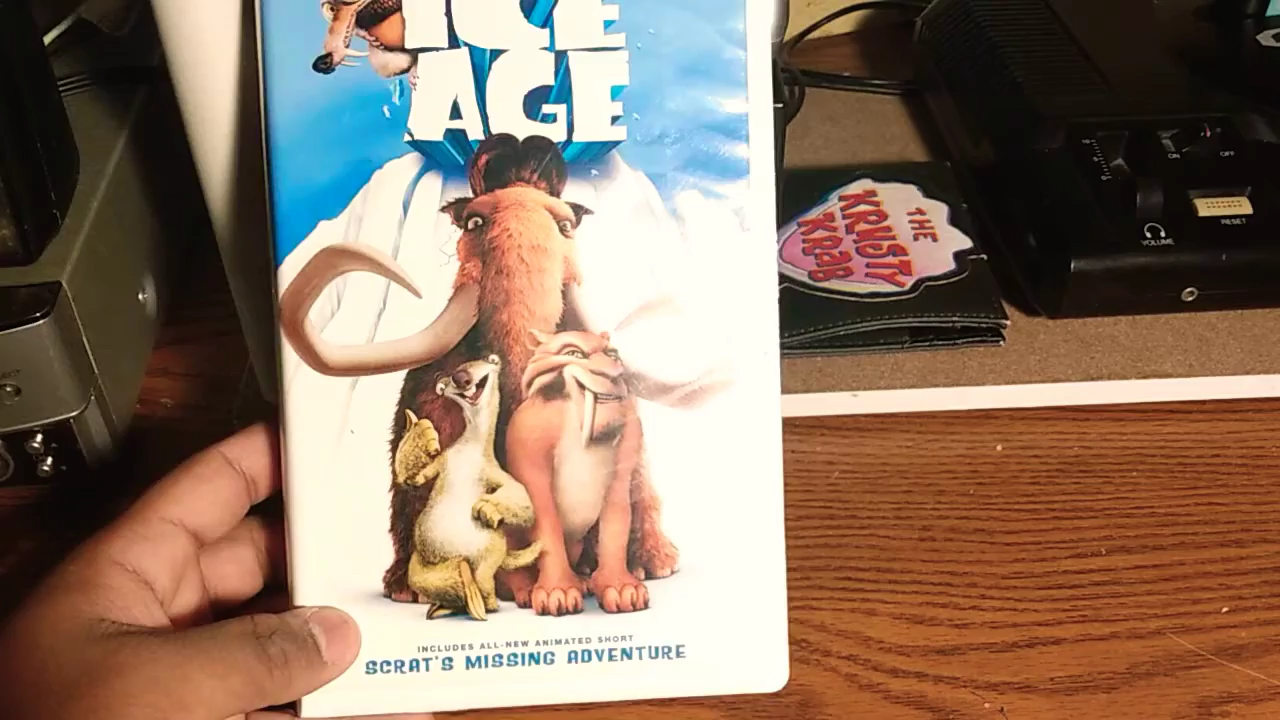 ICE
AGE
INCLUDES ALL-NEW ANIMATED SHORT
SCRAT'S MISSING ADVENTURE
THE
KRUSTY
KRAB
ON
OFF
VOLUME
RESET